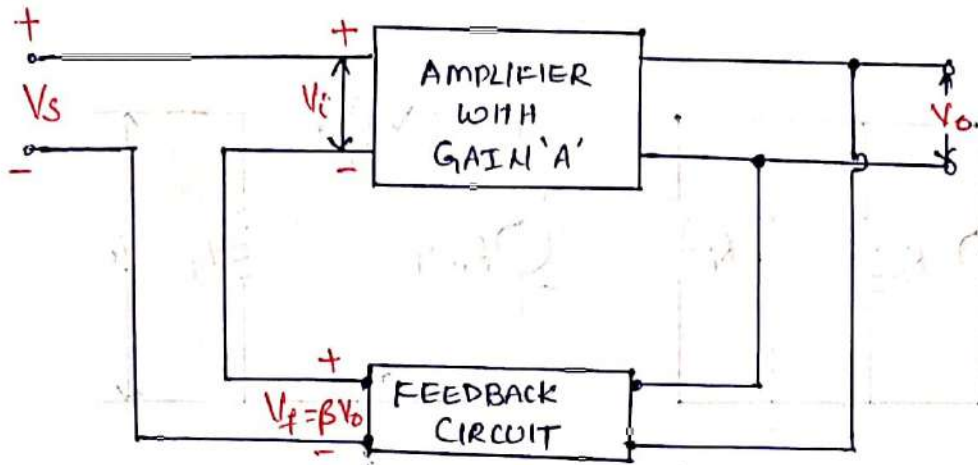 +
+
AMPLIFIER
Vs
Vi
WITH
Vo
GAIN 'A'
-
-
+
FEEDBACK
Vf = βVo
CIRCUIT
-